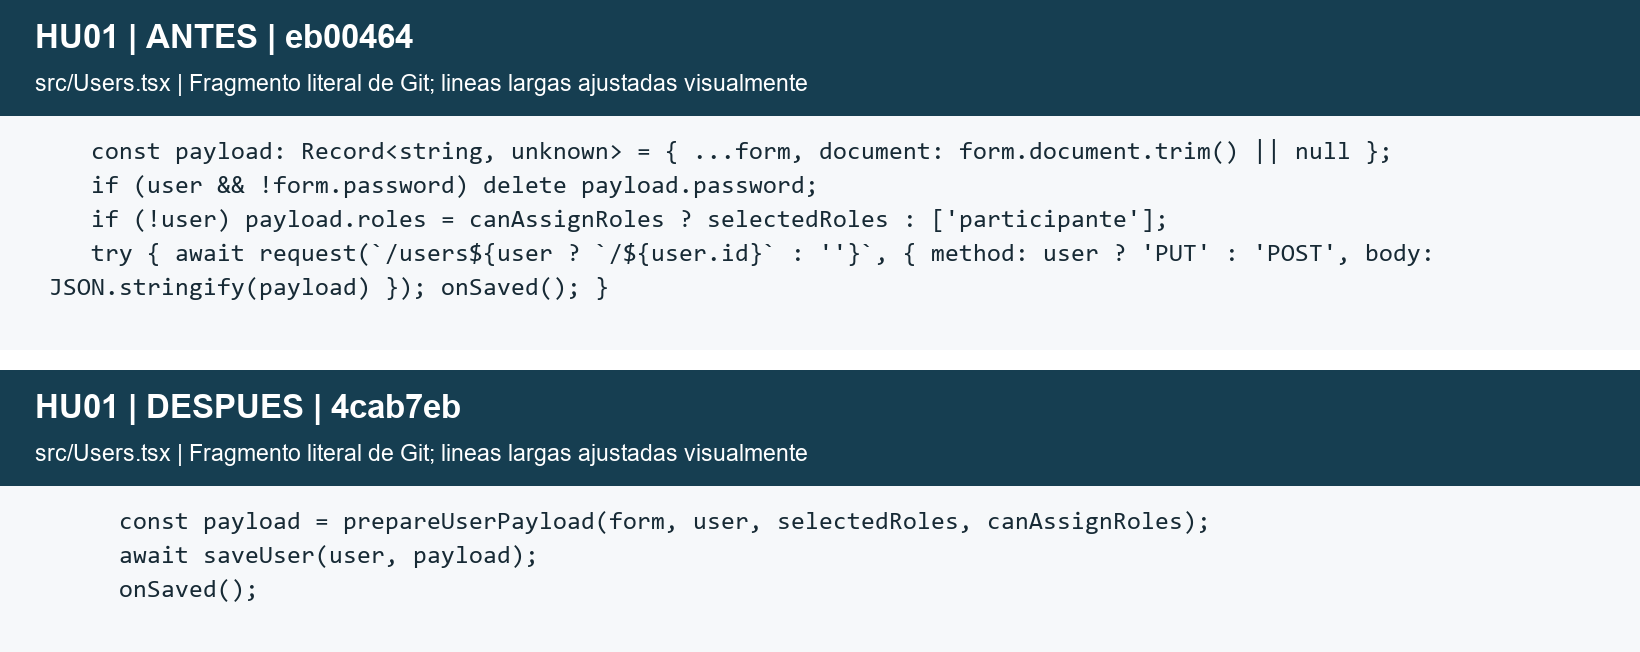 HU01 | ANTES | eb00464
src/Users.tsx | Fragmento literal de Git; lineas largas ajustadas visualmente
const payload: Record<string, unknown> = { ...form, document: form.document.trim() || null };
if (user && !form.password) delete payload.password;
if (!user) payload.roles = canAssignRoles ? selectedRoles : ['participante'];
try { await request(`/users${user ? `/${user.id}` : ''}`, { method: user ? 'PUT' : 'POST', body:
JSON.stringify(payload) }); onSaved(); }
HU01 | DESPUES | 4cab7eb
src/Users.tsx | Fragmento literal de Git; lineas largas ajustadas visualmente
const payload = prepareUserPayload(form, user, selectedRoles, canAssignRoles);
await saveUser(user, payload);
onSaved();